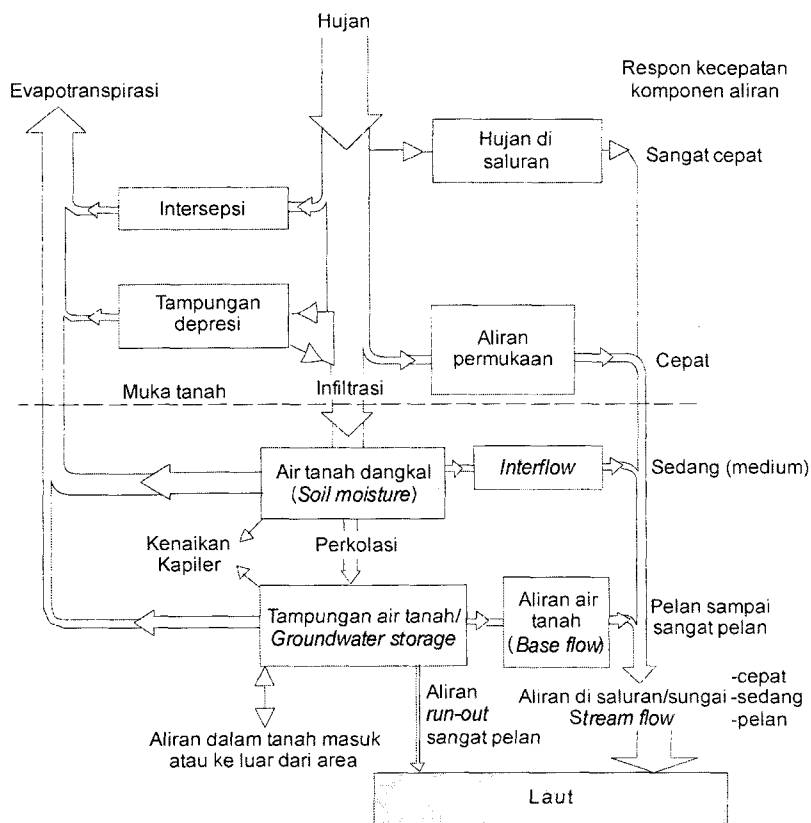 Hujan
Respon kecepatan
komponen aliran
Evapotranspirasi
Hujan di
saluran
Sangat cepat
Intersepsi
Tampungan
depresi
Aliran
permukaan
Cepat
Muka tanah
Infiltrasi
Air tanah dangkal
(Soil moisture)
Interflow
Sedang (medium)
Kenaikan
Kapiler
Perkolasi
Tampungan air tanah/
Groundwater storage
Aliran air
tanah
(Base flow)
Pelan sampai
sangat pelan
Aliran di saluran/sungai
Stream flow
-cepat
-sedang
-pelan
Aliran
run-out
sangat pelan
Aliran dalam tanah masuk
atau ke luar dari area
Laut